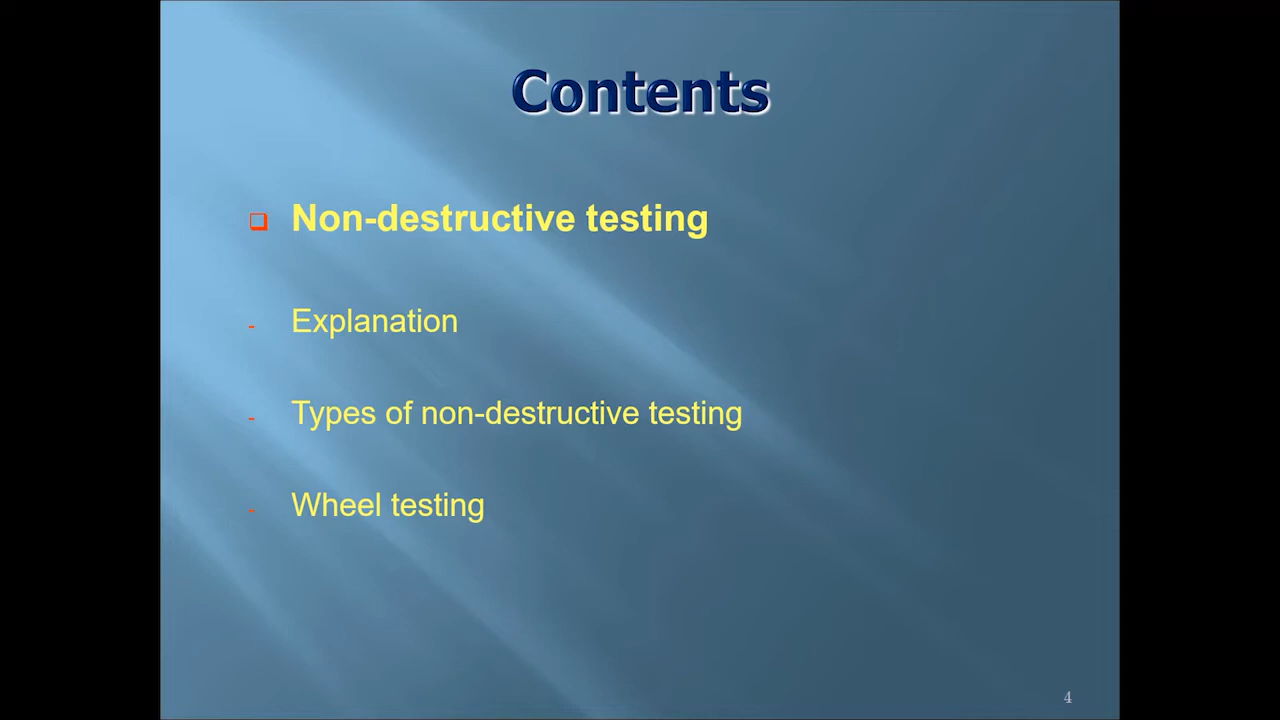 Contents
Non-destructive testing
- Explanation
- Types of non-destructive testing
- Wheel testing
4